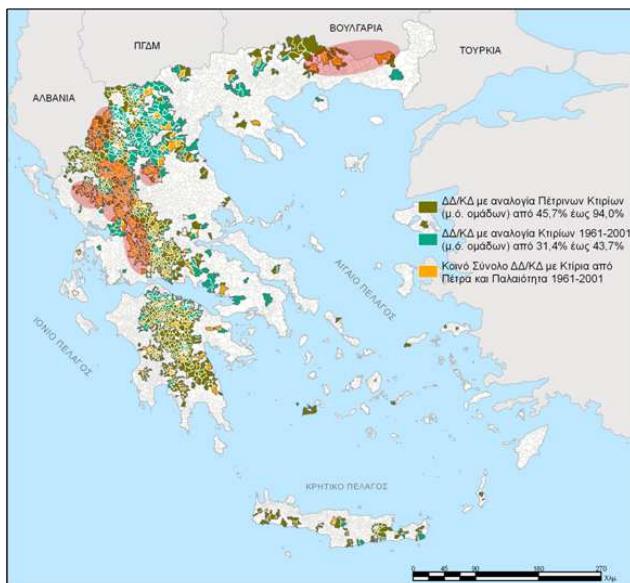 ΒΟΥΛΓΑΡΙΑ
ΠΓΔΜ
ΤΟΥΡΚΙΑ
ΑΛΒΑΝΙΑ
ΔΔ/ΚΔ με αναλογία Πέτρινων Κτιρίων
(μ.ό. ομάδων) από 45,7% έως 94,0%
ΔΔ/ΚΔ με αναλογία Κτιρίων 1961-2001
(μ.ό. ομάδων) από 31,4% έως 43,7%
Κοινό Σύνολο ΔΔ/ΚΔ με Κτίρια από
Πέτρα και Παλαιότητα 1961-2001
ΑΙΓΑΙΟ ΠΕΛΑΓΟΣ
ΙΟΝΙΟ ΠΕΛΑΓΟΣ
ΚΡΗΤΙΚΟ ΠΕΛΑΓΟΣ
0 45 90 180 270
Χλμ.